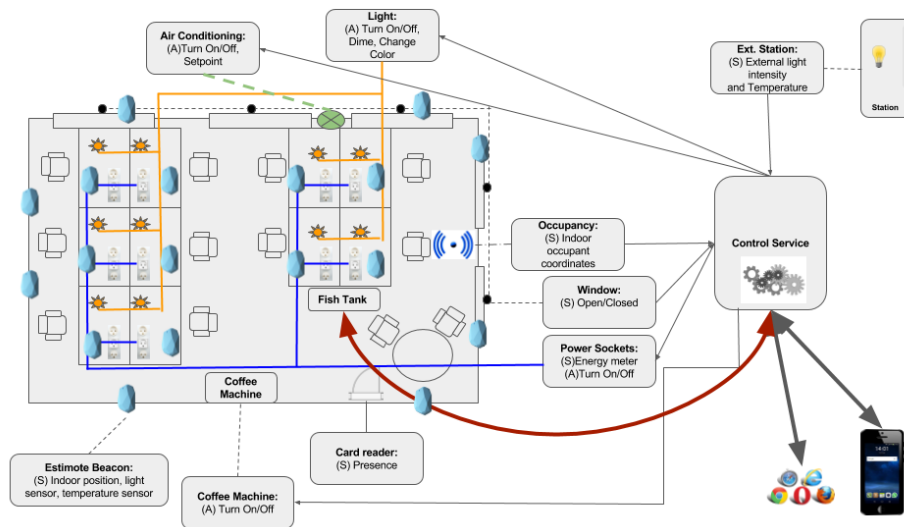 Light:
(A) Turn On/Off,
Dime, Change
Color
Air Conditioning:
(A)Turn On/Off,
Setpoint
Ext. Station:
(S) External light
intensity
and Temperature
Station
Occupancy:
(S) Indoor
occupant
coordinates
Control Service
Window:
(S) Open/Closed
Fish Tank
Power Sockets:
(S)Energy meter
(A)Turn On/Off
Coffee
Machine
Card reader:
(S) Presence
Estimote Beacon:
(S) Indoor position, light
sensor, temperature sensor
Coffee Machine:
(A) Turn On/Off